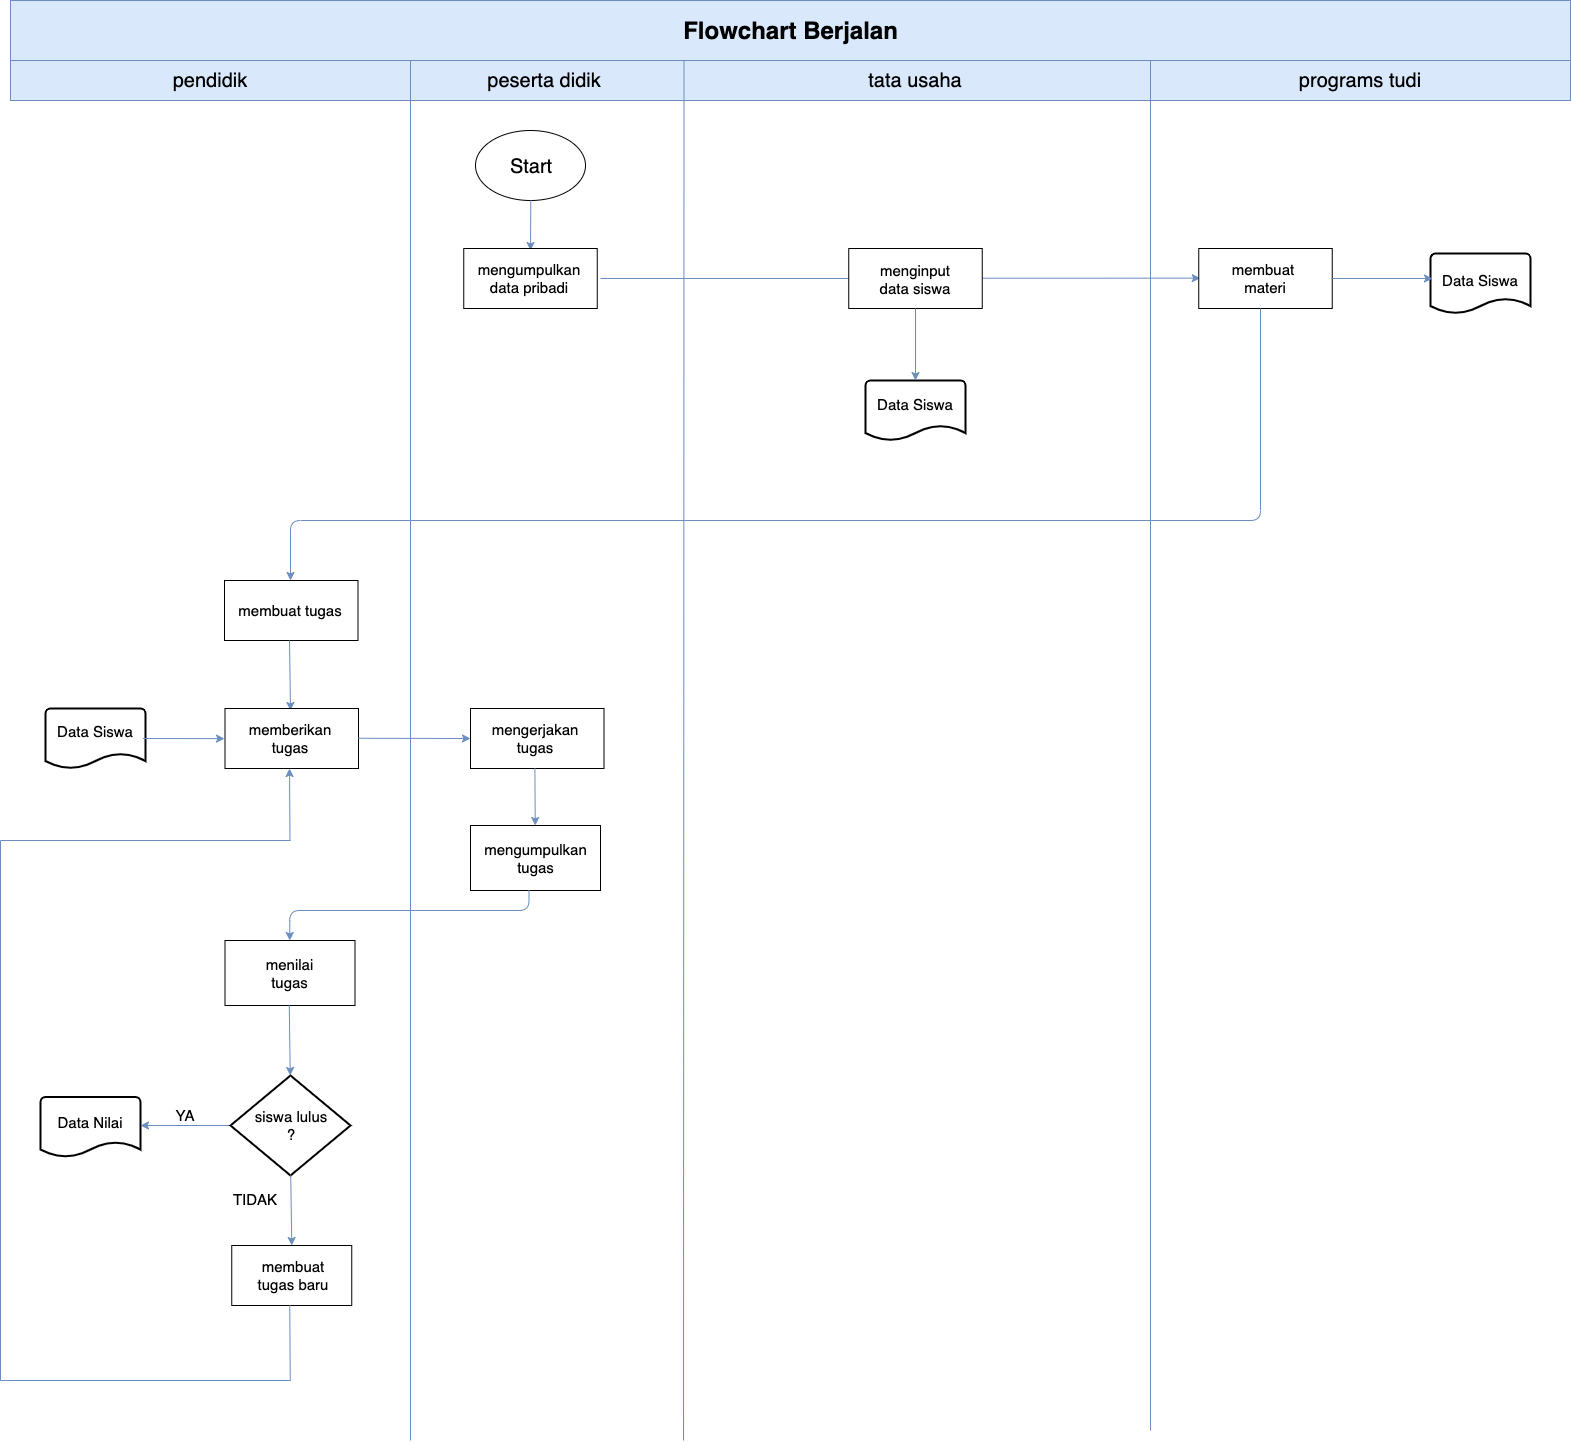 Flowchart Berjalan
pendidik
peserta didik
tata usaha
programs tudi
Start
mengumpulkan
data pribadi
menginput
data siswa
membuat
materi
Data Siswa
Data Siswa
membuat tugas
Data Siswa
memberikan
tugas
mengerjakan
tugas
mengumpulkan
tugas
menilai
tugas
siswa lulus
?
YA
Data Nilai
TIDAK
membuat
tugas baru